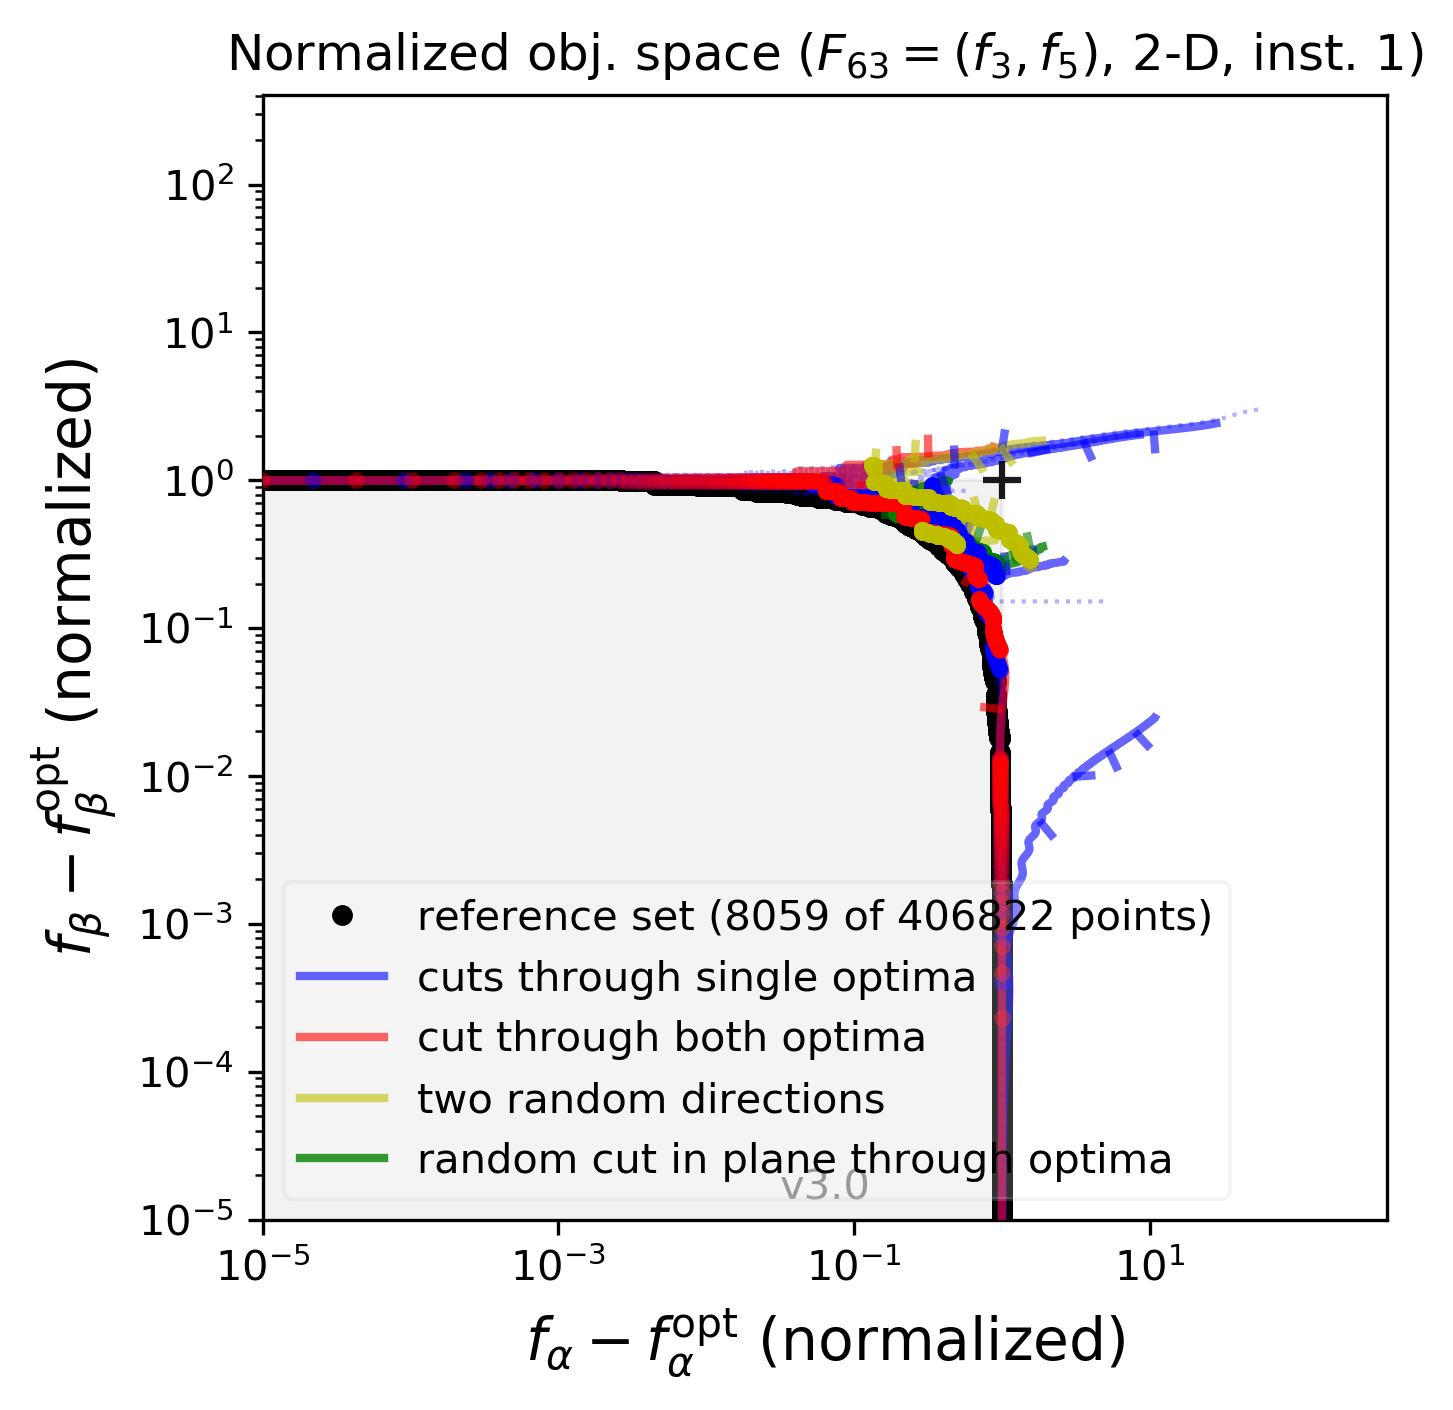 Normalized obj. space (F₆₃ = (f₃, f₅), 2-D, inst. 1)
10²
10¹
10⁰
10⁻¹
10⁻²
10⁻³
10⁻⁴
10⁻⁵
f_β − f_β^opt (normalized)
reference set (8059 of 406822 points)
cuts through single optima
cut through both optima
two random directions
random cut in plane through optima
v3.0
10⁻⁵ 10⁻³ 10⁻¹ 10¹
f_α − f_α^opt (normalized)